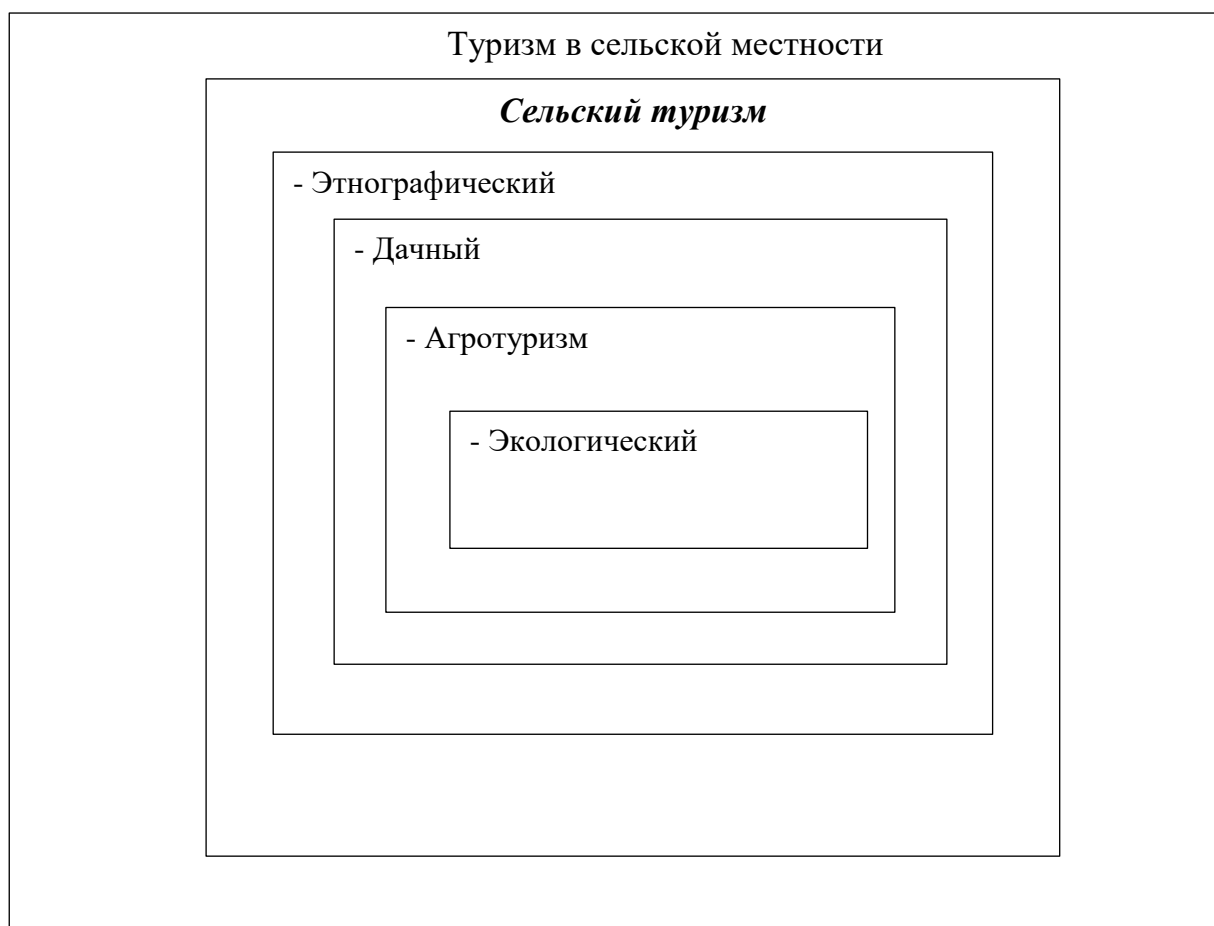 Туризм в сельской местности
Сельский туризм
- Этнографический
- Дачный
- Агротуризм
- Экологический